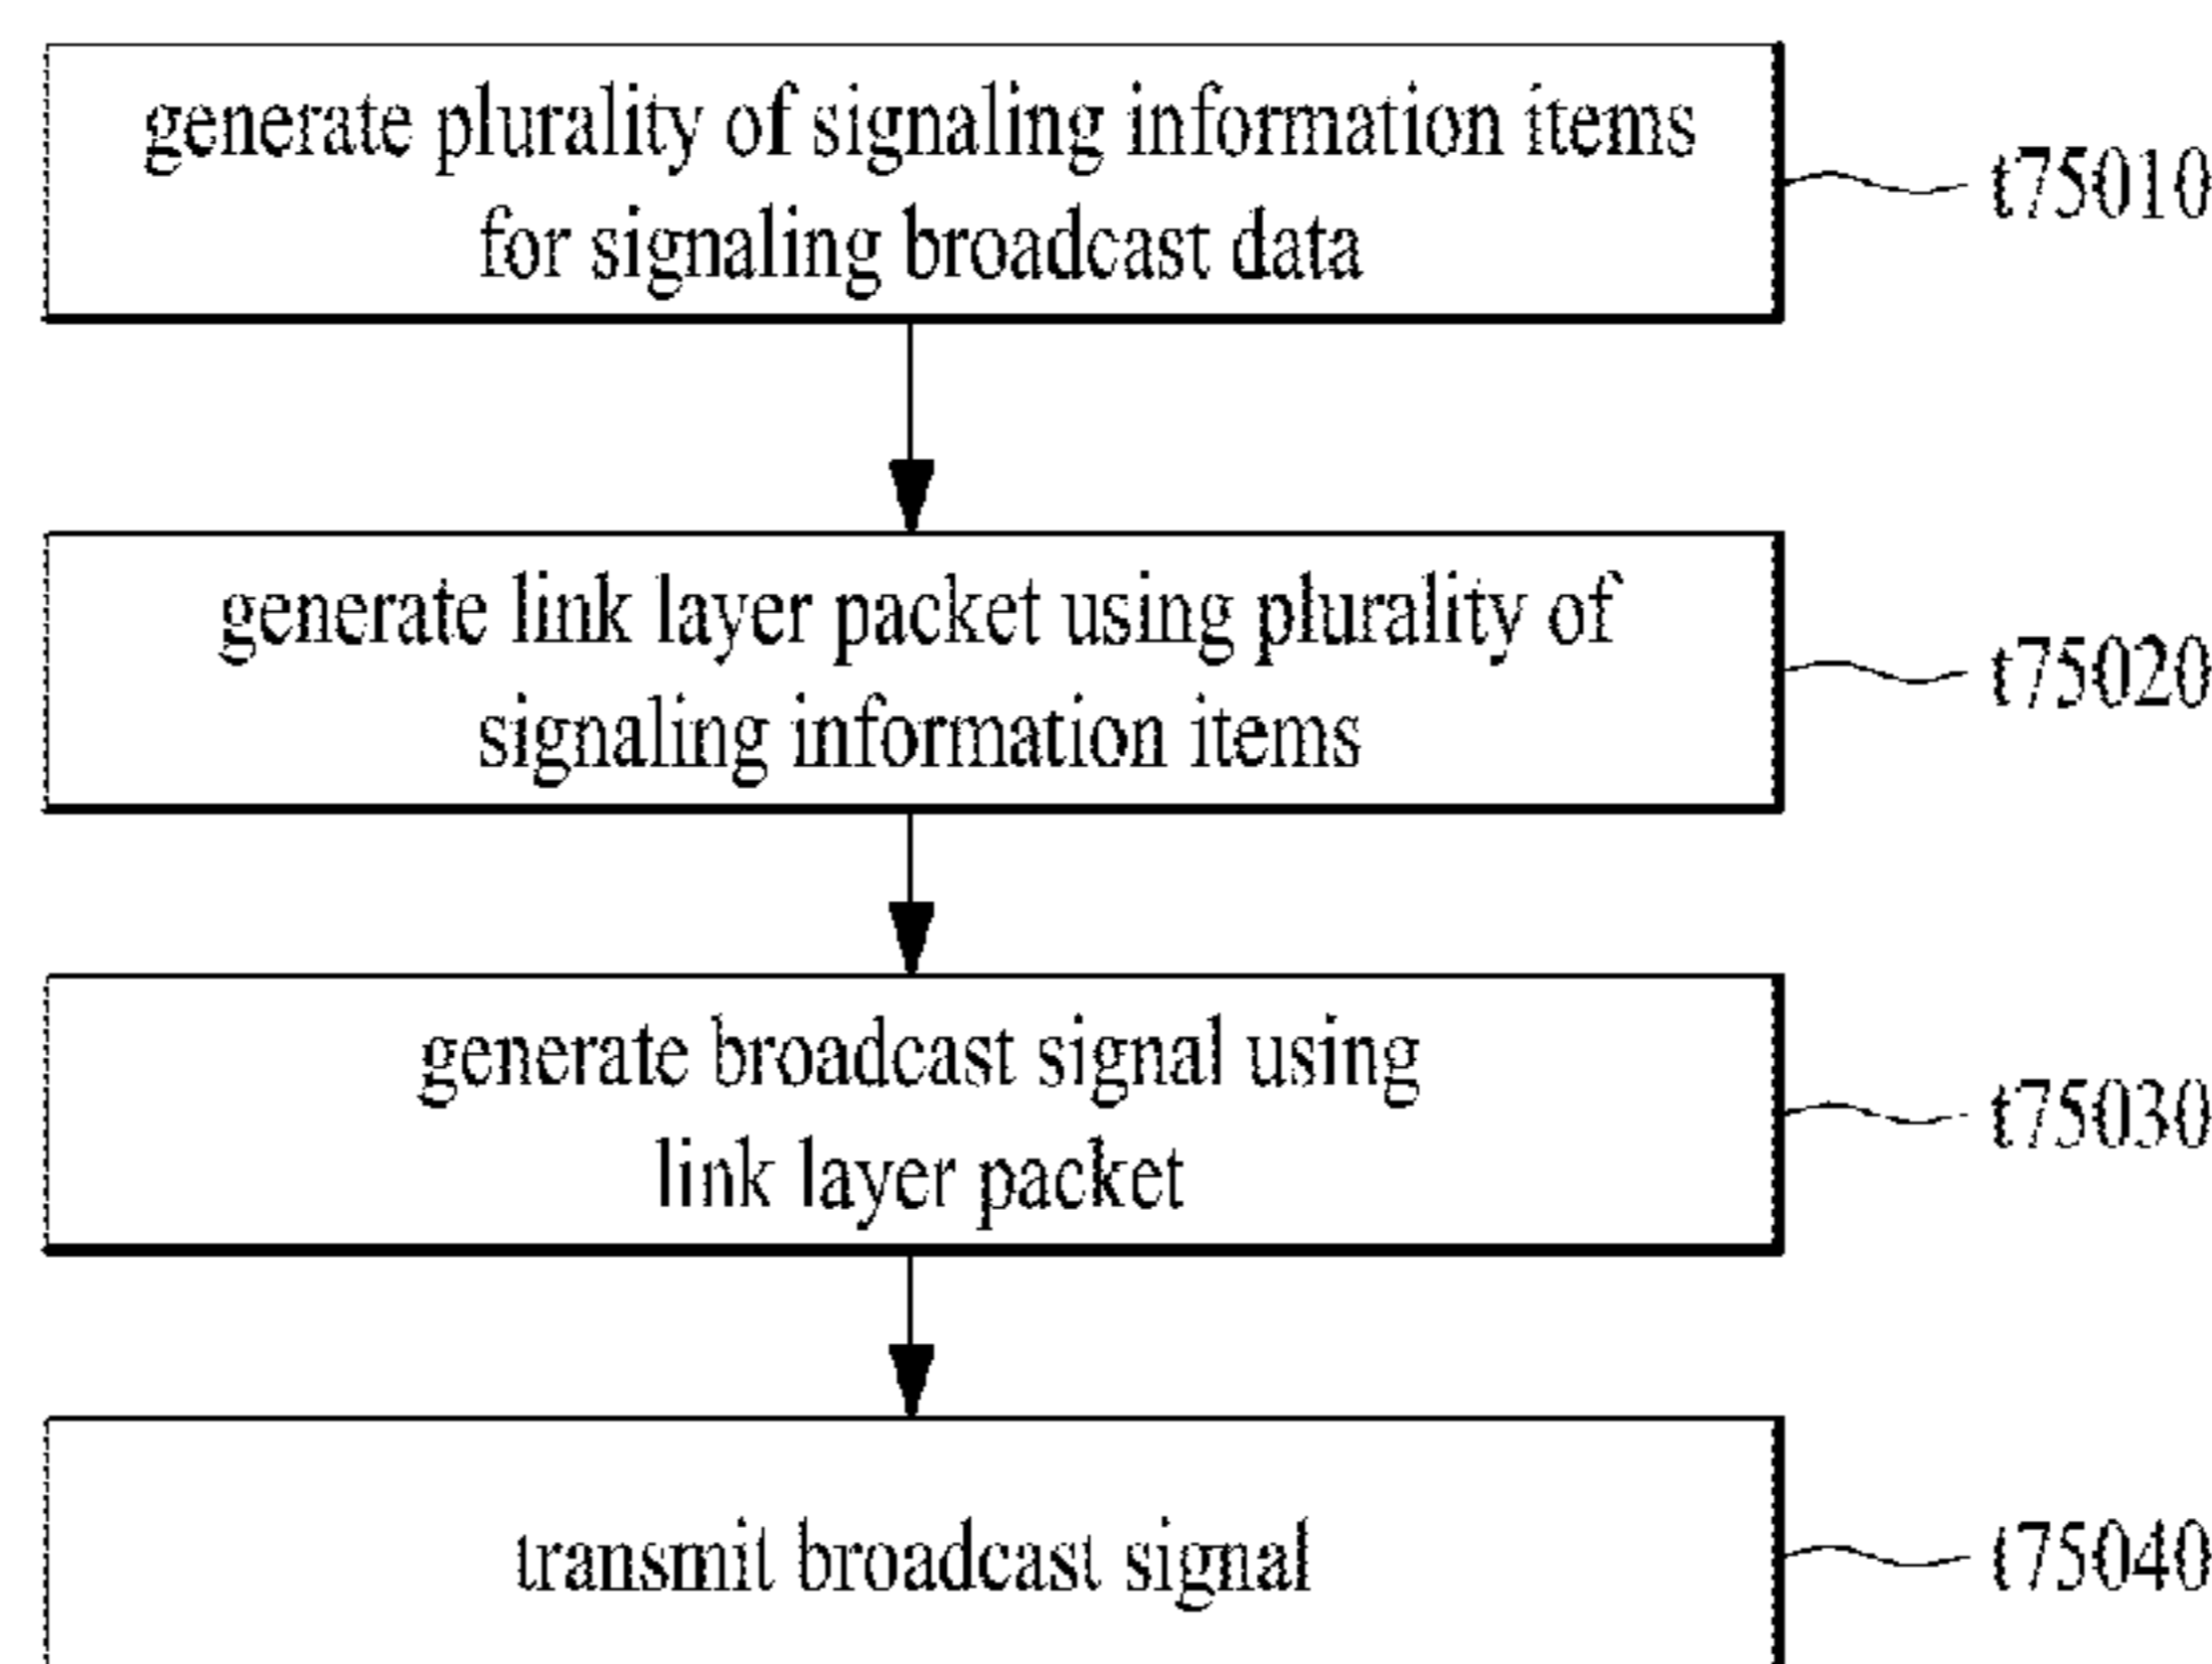 generate plurality of signaling information items
for signaling broadcast data
t75010
generate link layer packet using plurality of
signaling information items
t75020
generate broadcast signal using
link layer packet
t75030
transmit broadcast signal
t75040